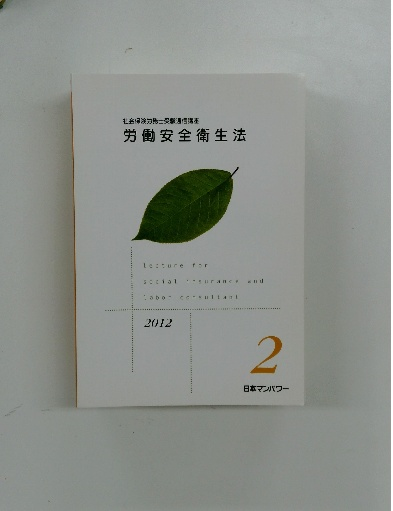 社会保険労務士受験通信講座
労働安全衛生法
lecture for
social insurance and
labor consultant
2012
2
日本マンパワー